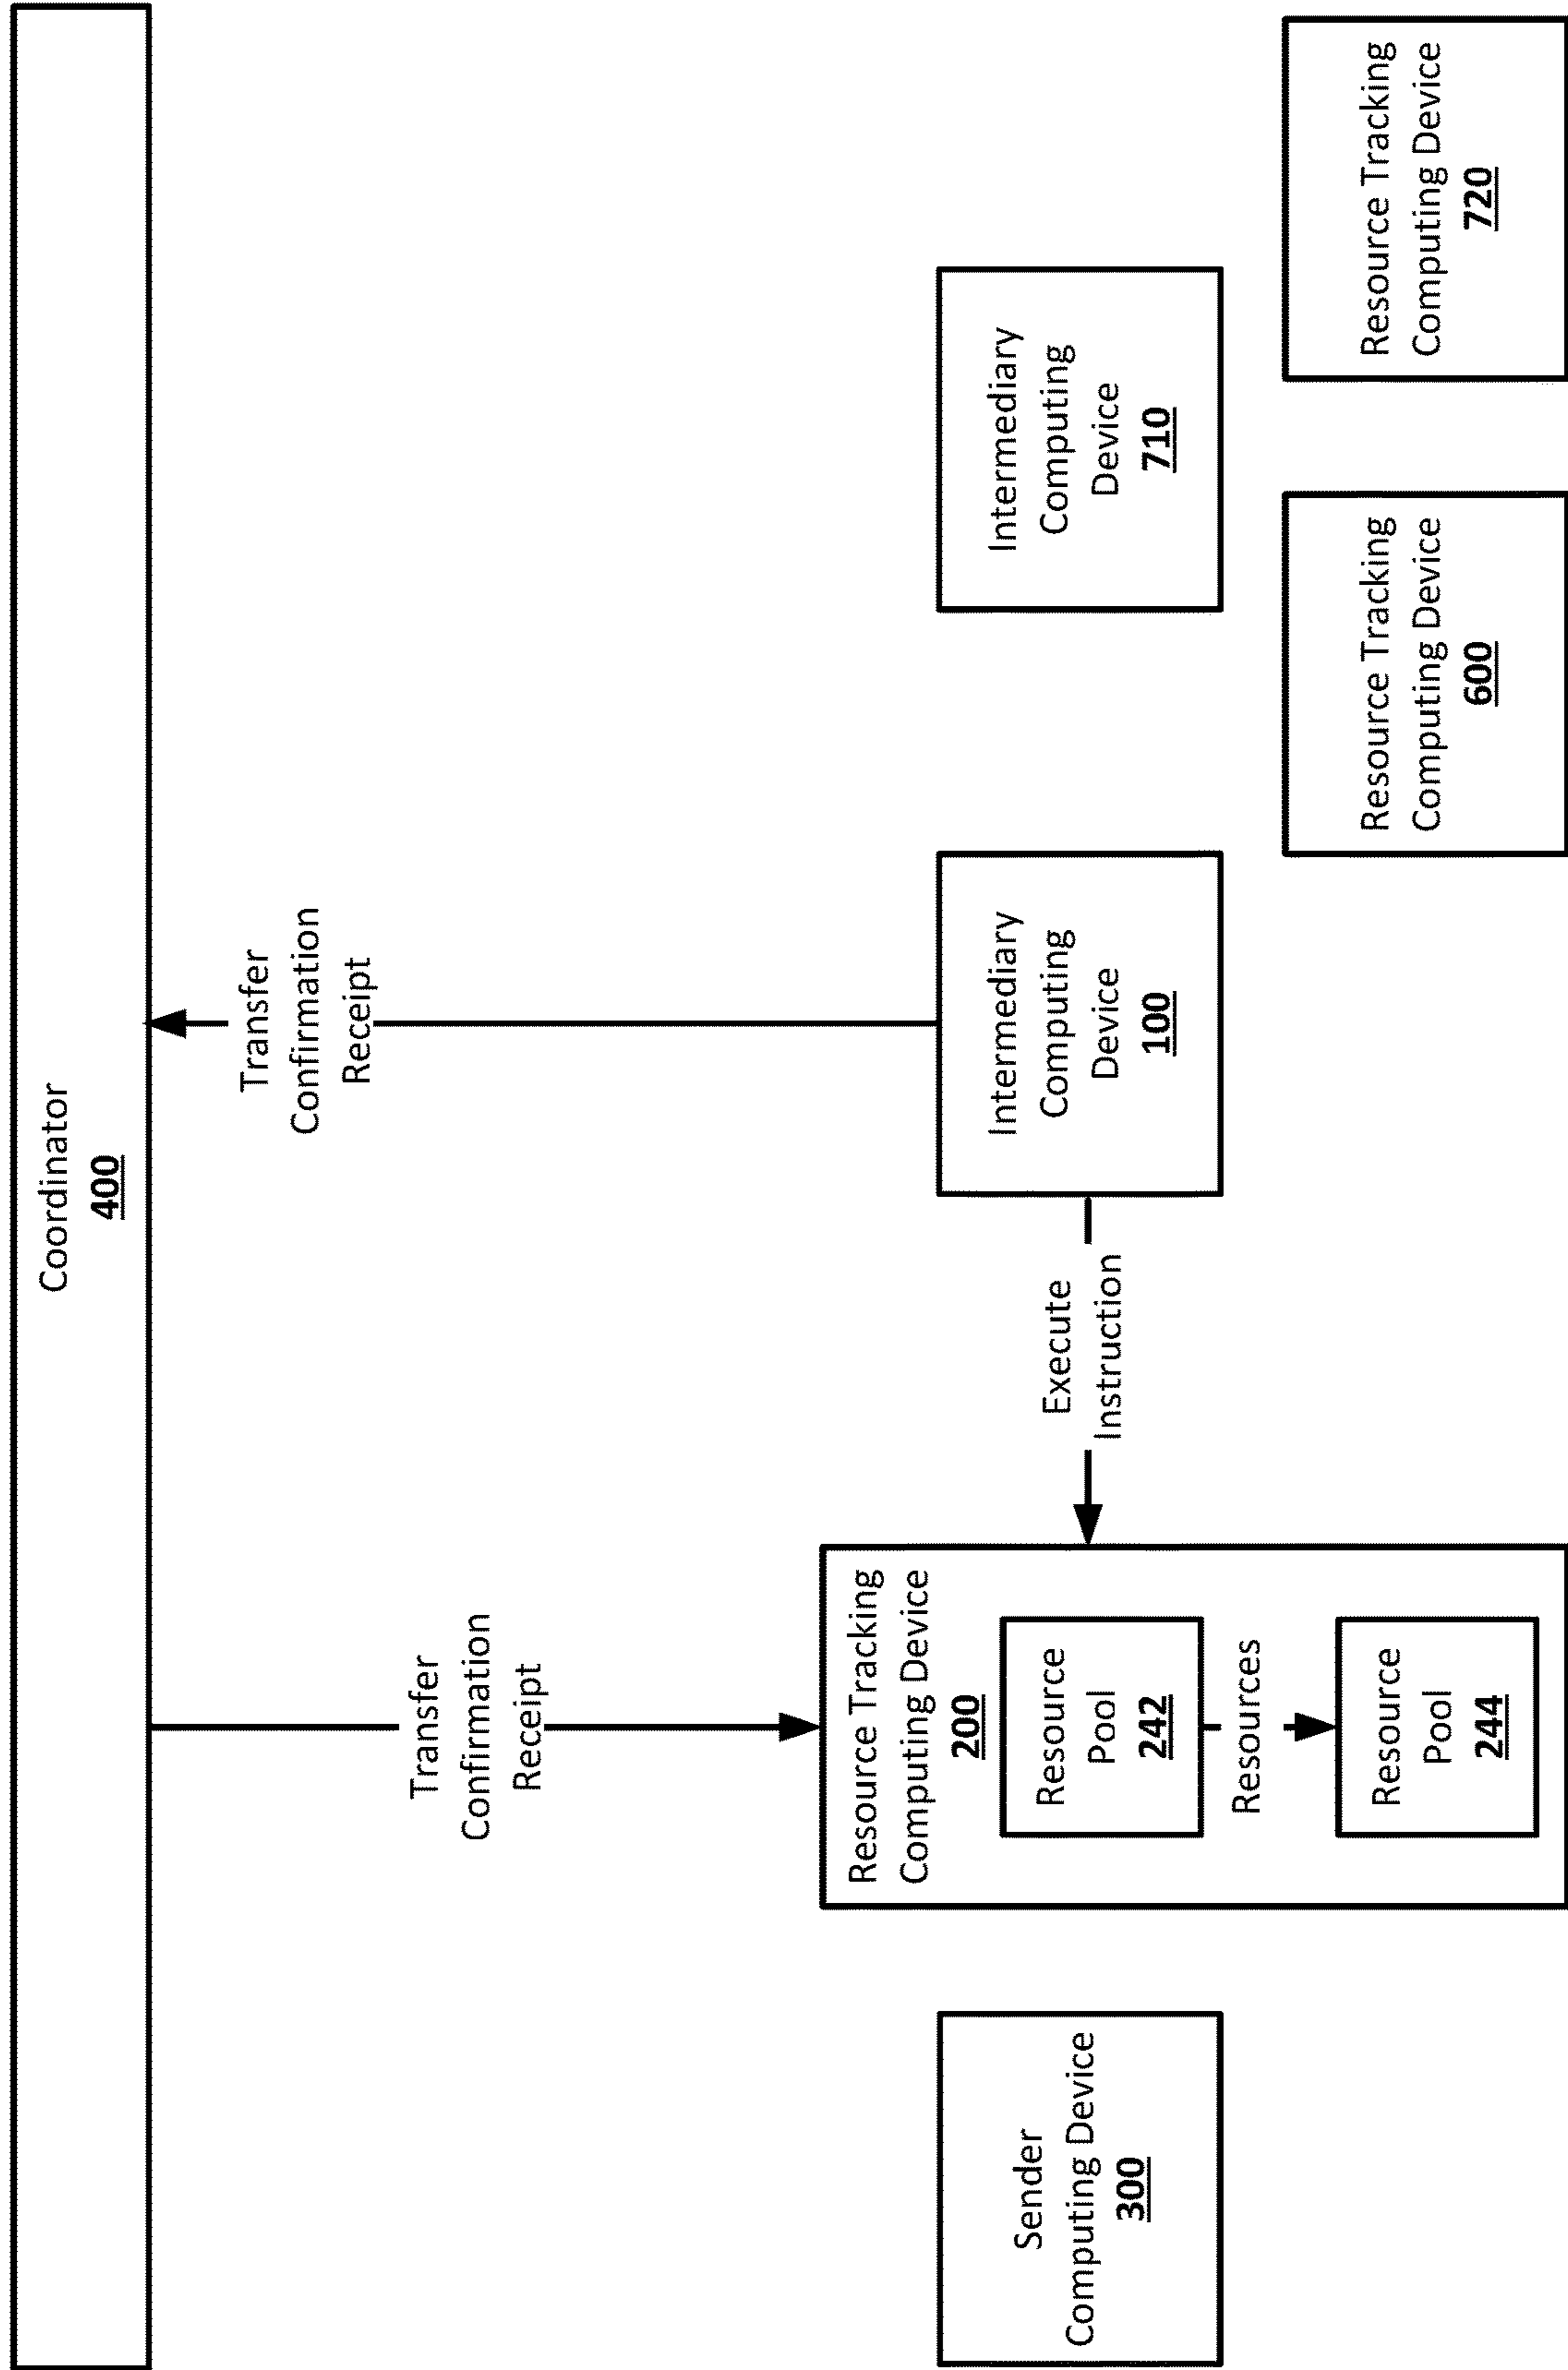 Coordinator
400
Transfer
Confirmation
Receipt
Transfer
Confirmation
Receipt
Sender
Computing Device
300
Resource Tracking
Computing Device
200
Resource
Pool
242
Resources
Resource
Pool
244
Execute
Instruction
Intermediary
Computing
Device
100
Intermediary
Computing
Device
710
Resource Tracking
Computing Device
600
Resource Tracking
Computing Device
720